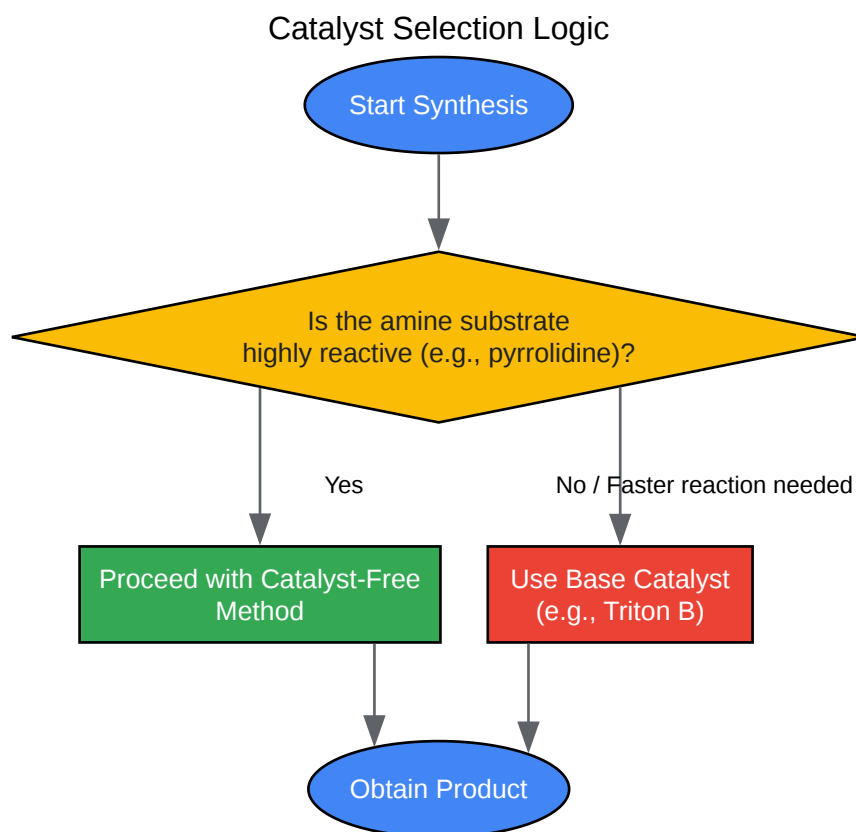 Catalyst Selection Logic
Start Synthesis
Is the amine substrate
highly reactive (e.g., pyrrolidine)?
Yes
No / Faster reaction needed
Proceed with Catalyst-Free
Method
Use Base Catalyst
(e.g., Triton B)
Obtain Product